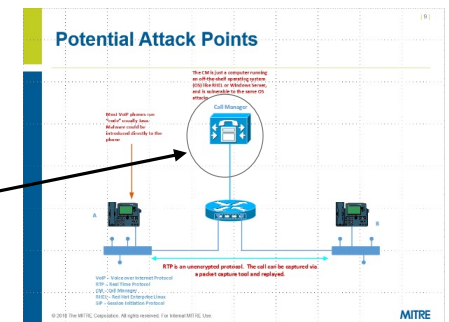 | 9 |
Potential Attack Points
The CM is just a computer running
an off-the-shelf operating system
(OS) like RHEL or Windows Server,
and is vulnerable to the same OS
attacks
Call Manager
Most VoIP phones run
"code" usually Java.
Malware could be
introduced directly to the
phone
A
B
RTP is an unencrypted protocol. The call can be captured via
a packet capture tool and replayed.
VoIP – Voice over Internet Protocol
RTP – Real Time Protocol
CM – Call Manager
RHEL – Red Hat Enterprise Linux
SIP – Session Initiation Protocol
© 2018 The MITRE Corporation. All rights reserved. For Internal MITRE Use.
MITRE